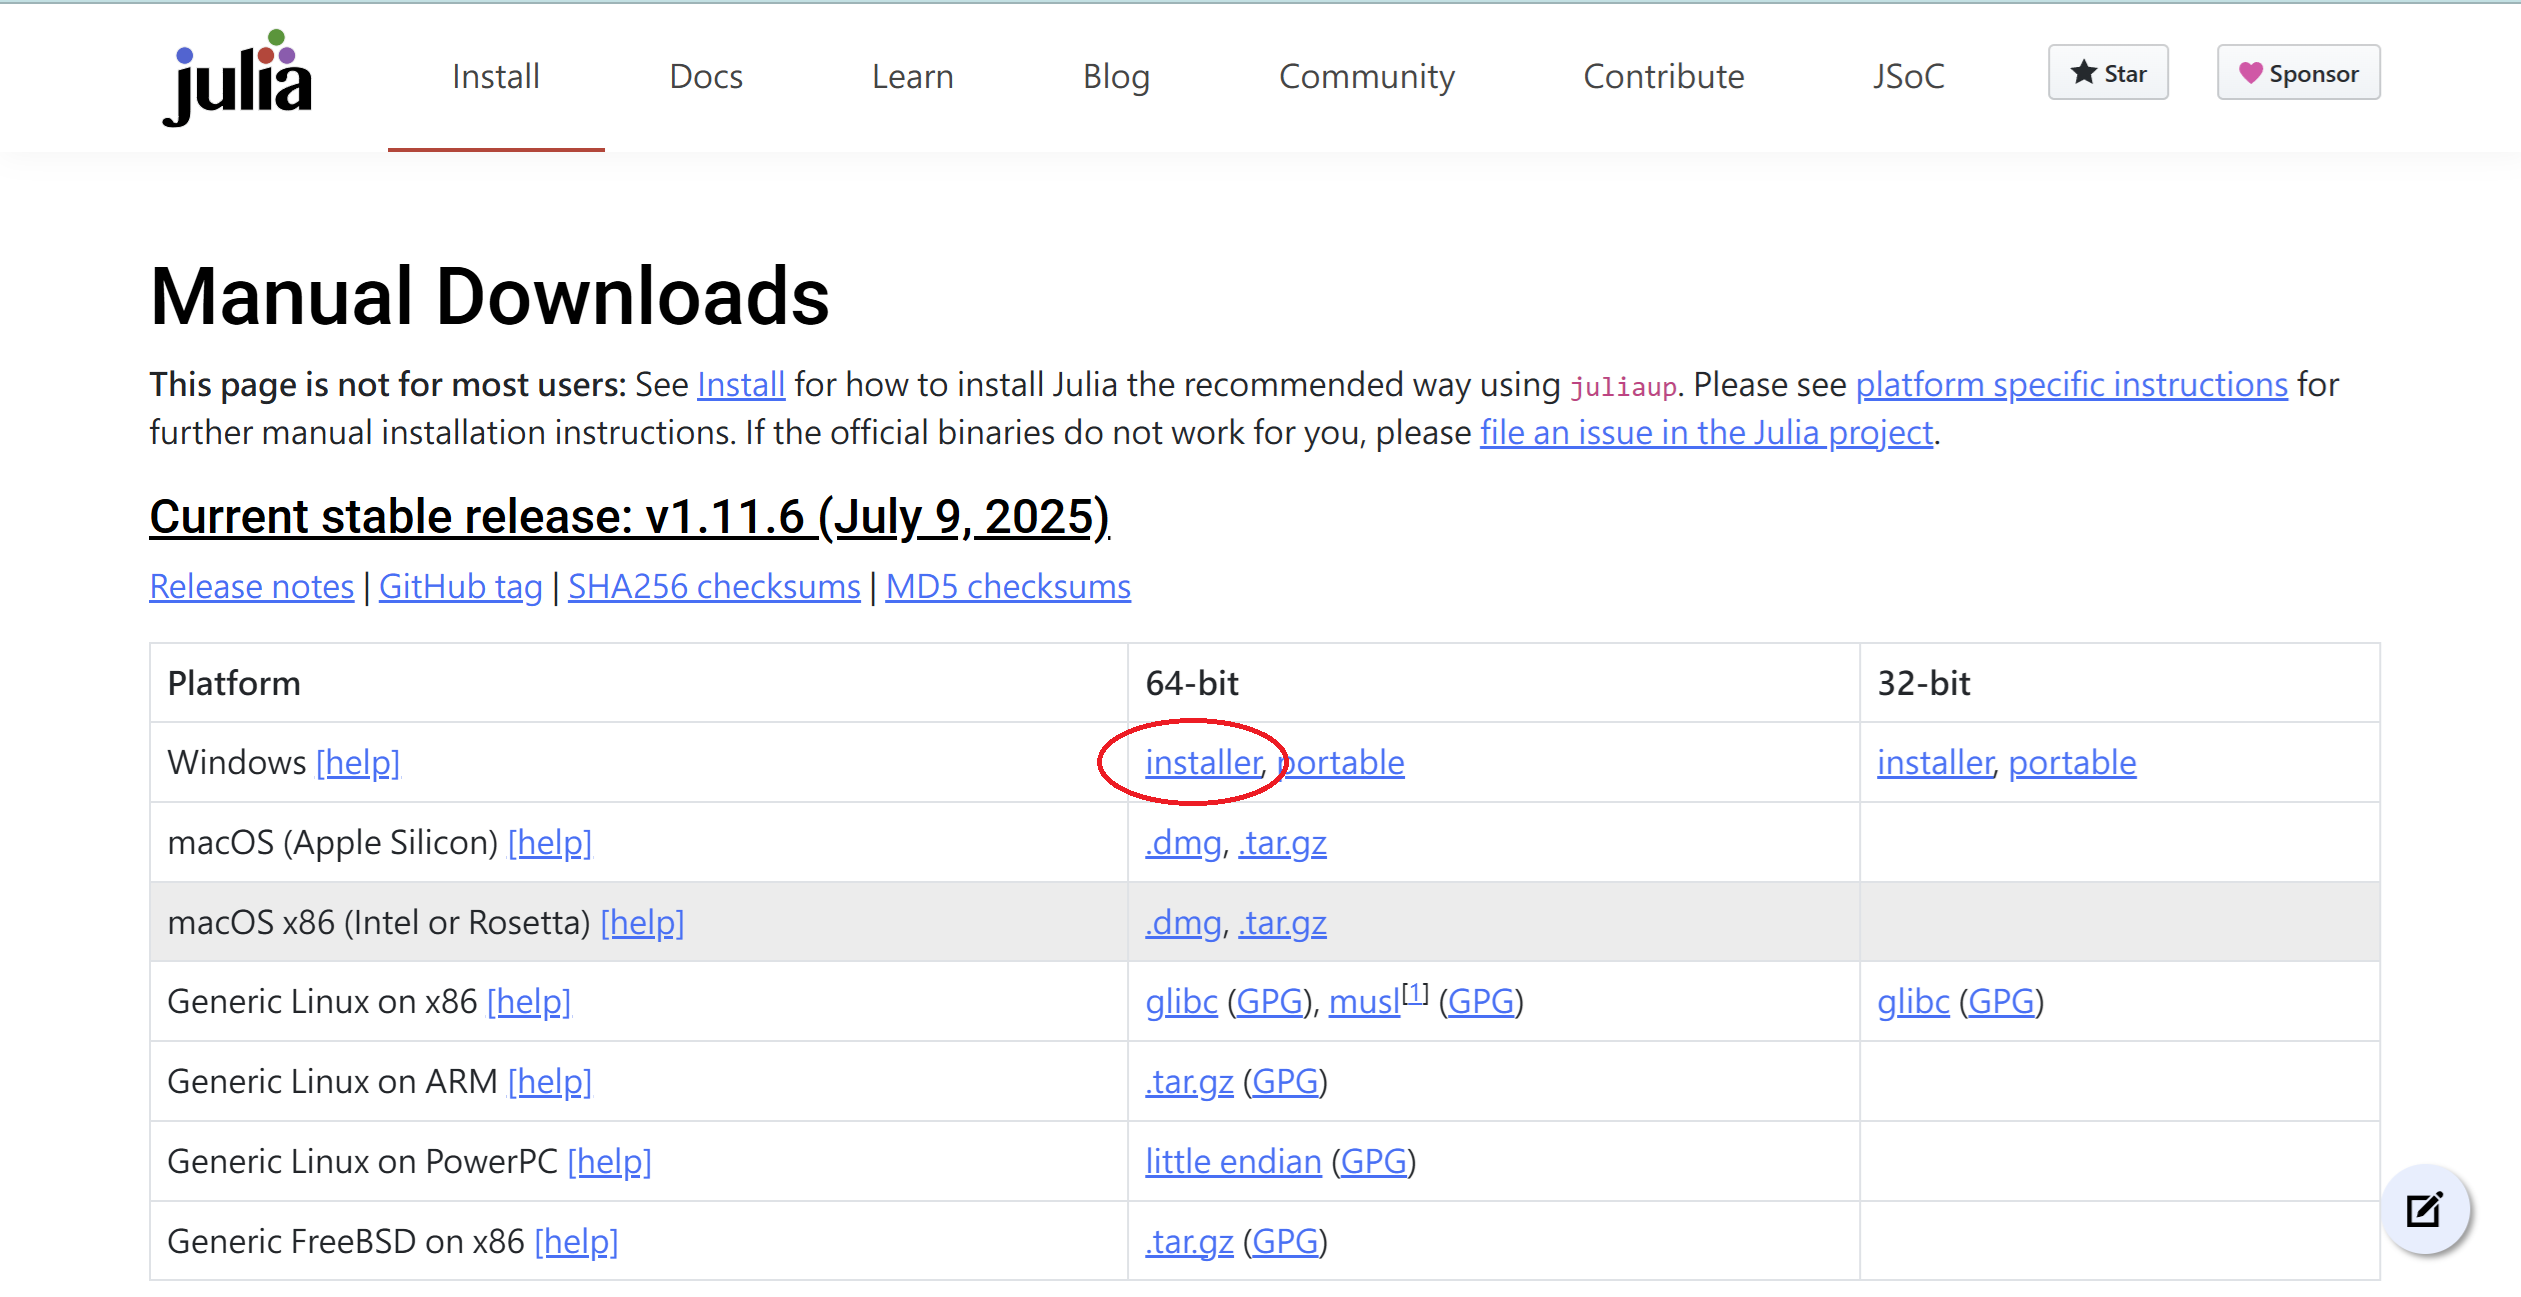 julia Install Docs Learn Blog Community Contribute JSoC Star Sponsor
Manual Downloads
This page is not for most users: See Install for how to install Julia the recommended way using juliaup. Please see platform specific instructions for
further manual installation instructions. If the official binaries do not work for you, please file an issue in the Julia project.
Current stable release: v1.11.6 (July 9, 2025)
Release notes | GitHub tag | SHA256 checksums | MD5 checksums
Platform 64-bit 32-bit
Windows [help] installer, portable installer, portable
macOS (Apple Silicon) [help] .dmg, .tar.gz
macOS x86 (Intel or Rosetta) [help] .dmg, .tar.gz
Generic Linux on x86 [help] glibc (GPG), musl[1] (GPG) glibc (GPG)
Generic Linux on ARM [help] .tar.gz (GPG)
Generic Linux on PowerPC [help] little endian (GPG)
Generic FreeBSD on x86 [help] .tar.gz (GPG)